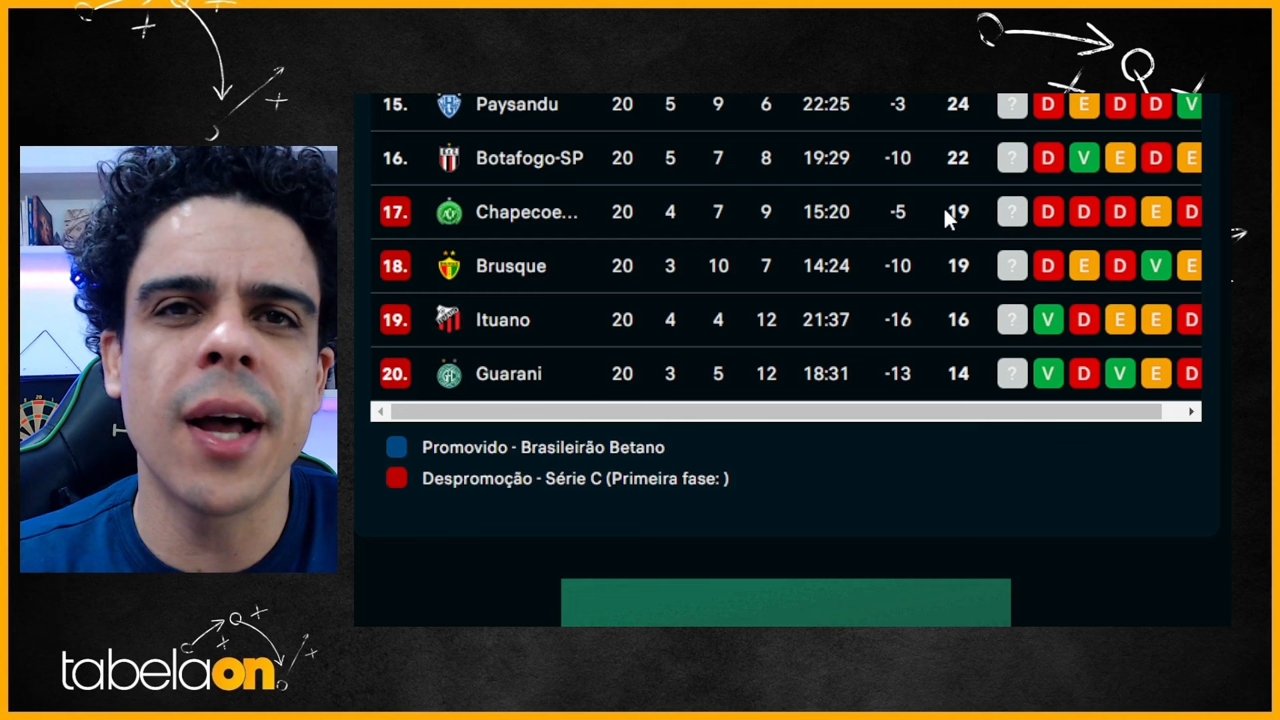 15. Paysandu 20 5 9 6 22:25 -3 24 ? D E D D V
16. Botafogo-SP 20 5 7 8 19:29 -10 22 ? D V E D E
17. Chapecoe... 20 4 7 9 15:20 -5 19 ? D D D E D
18. Brusque 20 3 10 7 14:24 -10 19 ? D E D V E
19. Ituano 20 4 4 12 21:37 -16 16 ? V D E E D
20. Guarani 20 3 5 12 18:31 -13 14 ? V D V E D
Promovido - Brasileirão Betano
Despromoção - Série C (Primeira fase: )
tabelaon